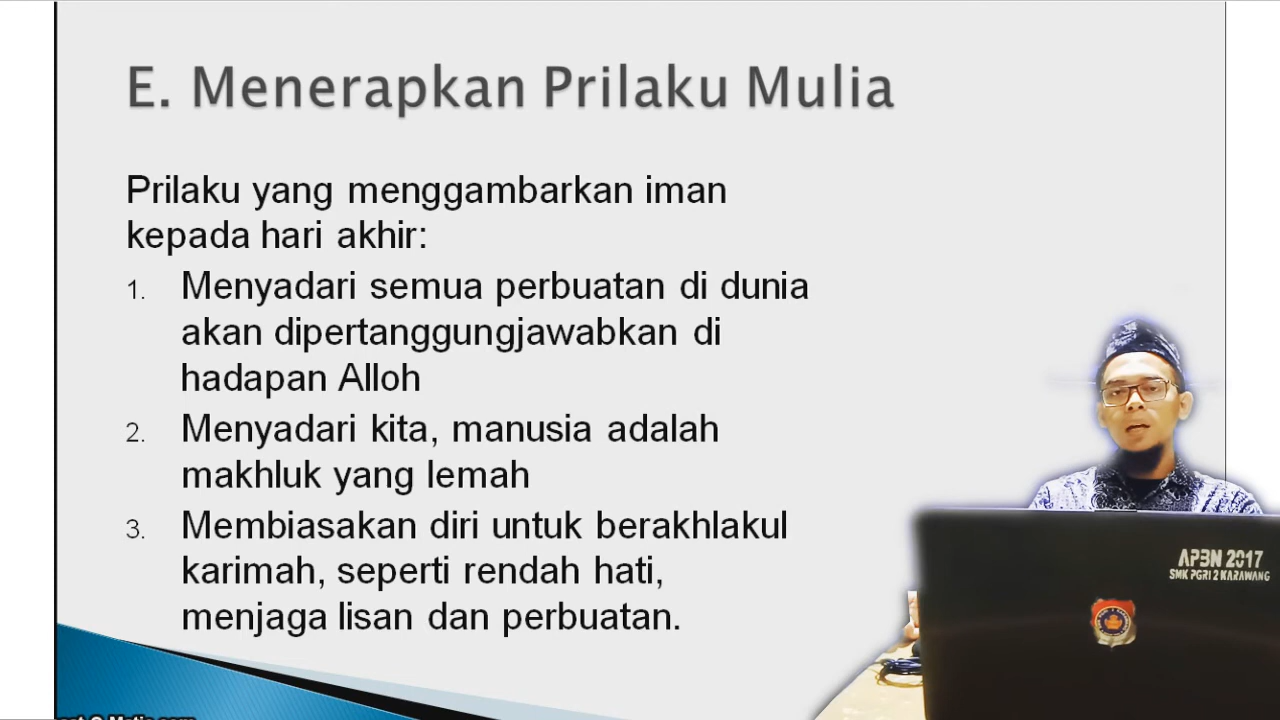 E. Menerapkan Prilaku Mulia
Prilaku yang menggambarkan iman
kepada hari akhir:
1. Menyadari semua perbuatan di dunia
akan dipertanggungjawabkan di
hadapan Alloh
2. Menyadari kita, manusia adalah
makhluk yang lemah
3. Membiasakan diri untuk berakhlakul
karimah, seperti rendah hati,
menjaga lisan dan perbuatan.
APBN 2017
SMK PGRI 2 KARAWANG